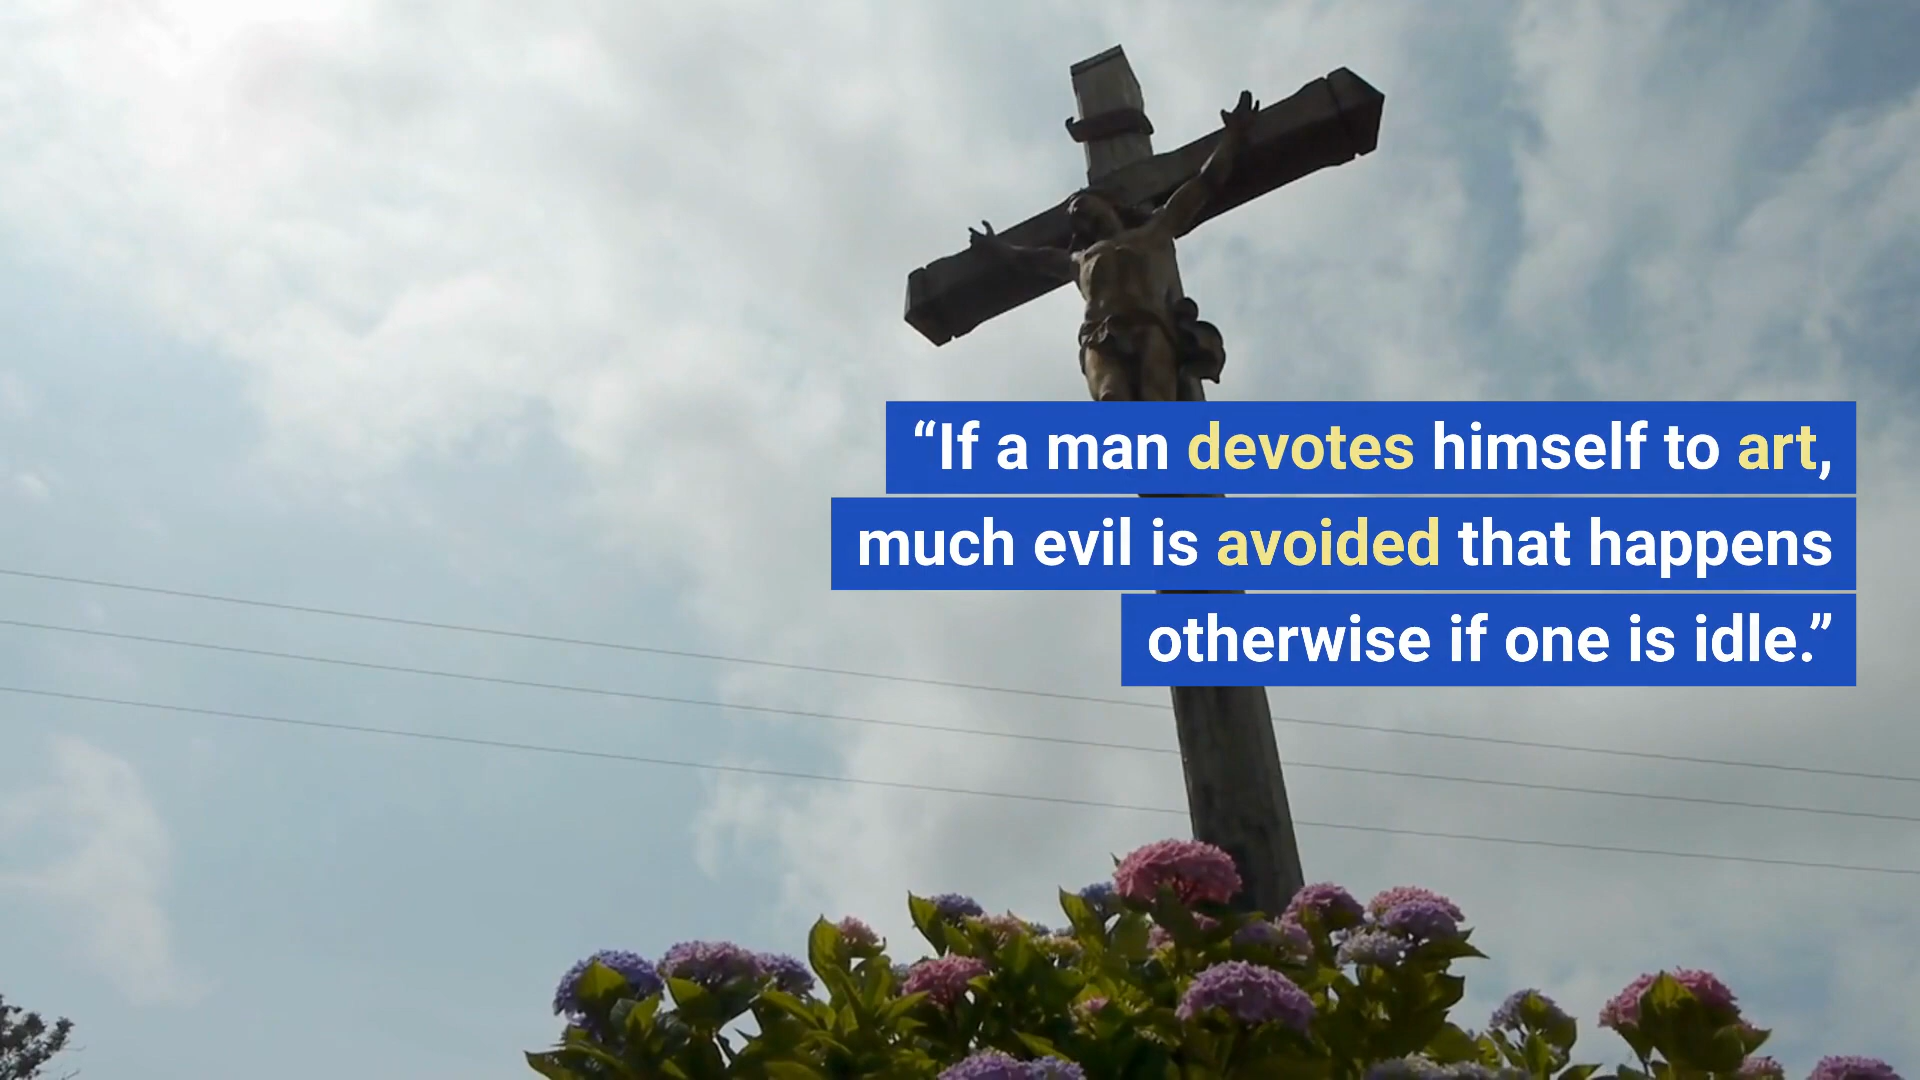 “If a man devotes himself to art,
much evil is avoided that happens
otherwise if one is idle.”